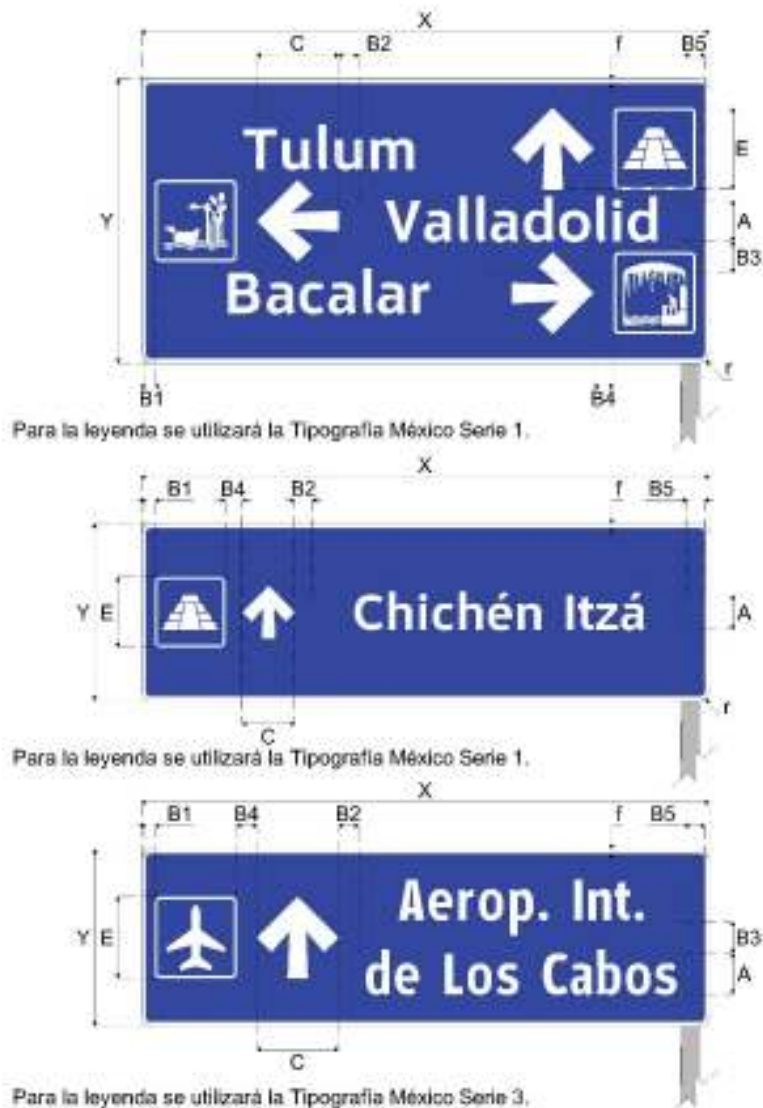 X
C B2 f B5
Tulum
E
Y
Valladolid
A
B3
Bacalar
r
B1 B4
Para la leyenda se utilizará la Tipografía México Serie 1.
X
B1 B4 B2 f B5
Y E
Chichén Itzá
A
r
C
Para la leyenda se utilizará la Tipografía México Serie 1.
X
B1 B4 B2 f B5
Aerop. Int.
Y E
B3
de Los Cabos
A
C
Para la leyenda se utilizará la Tipografía México Serie 3.